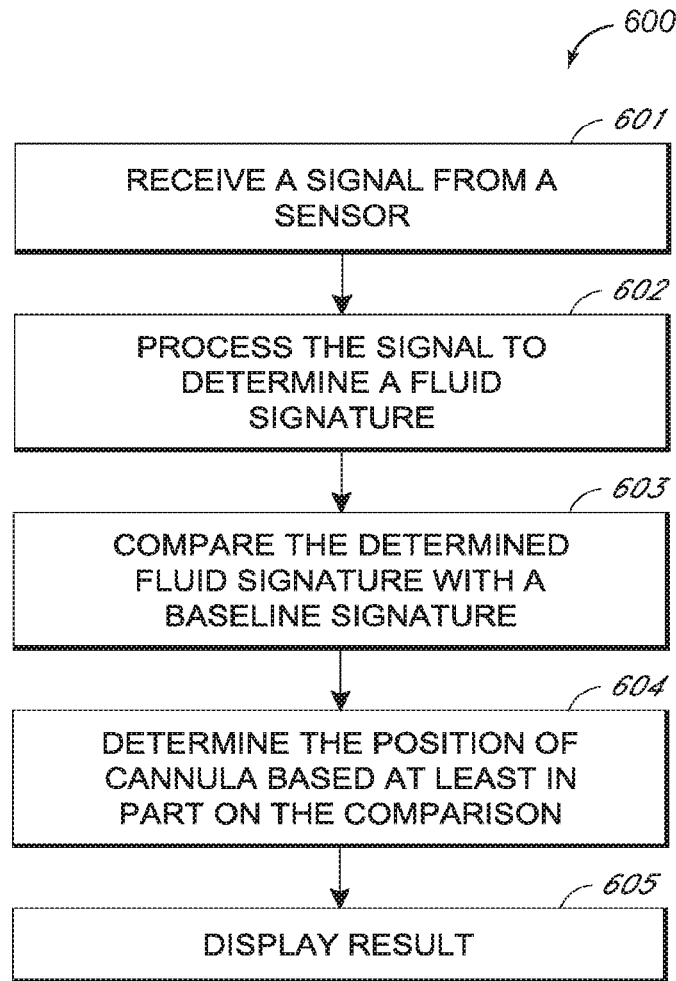 600
601
RECEIVE A SIGNAL FROM A
SENSOR
602
PROCESS THE SIGNAL TO
DETERMINE A FLUID
SIGNATURE
603
COMPARE THE DETERMINED
FLUID SIGNATURE WITH A
BASELINE SIGNATURE
604
DETERMINE THE POSITION OF
CANNULA BASED AT LEAST IN
PART ON THE COMPARISON
605
DISPLAY RESULT